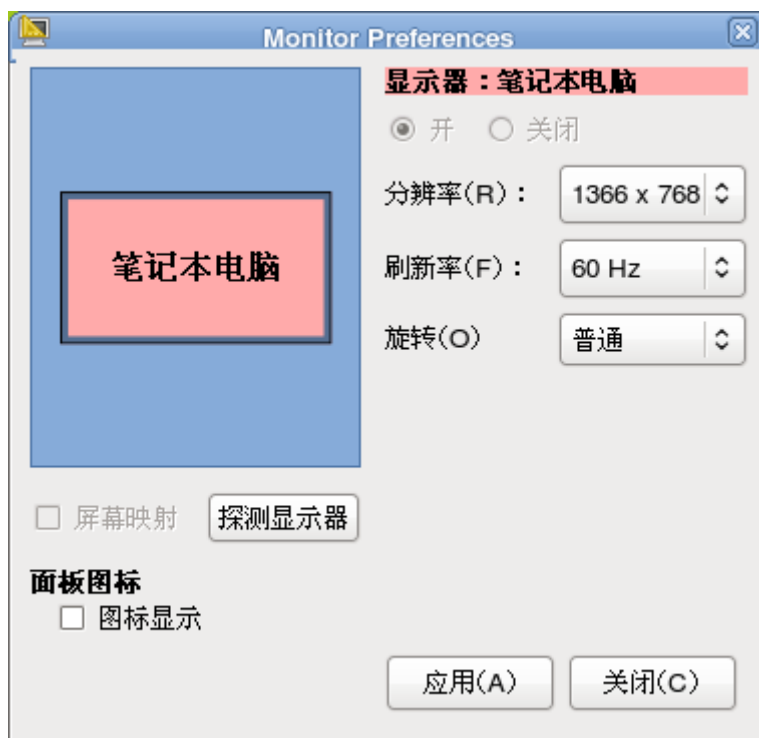 Monitor Preferences
显示器：笔记本电脑
开 关闭
分辨率(R)： 1366 x 768
笔记本电脑
刷新率(F)： 60 Hz
旋转(O) 普通
屏幕映射 探测显示器
面板图标
图标显示
应用(A) 关闭(C)